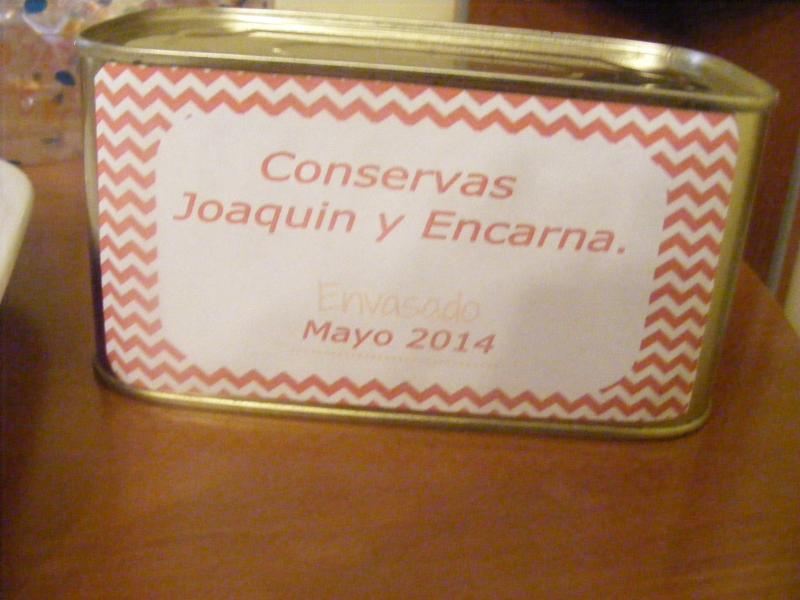 Conservas
Joaquin y Encarna.
Envasado
Mayo 2014